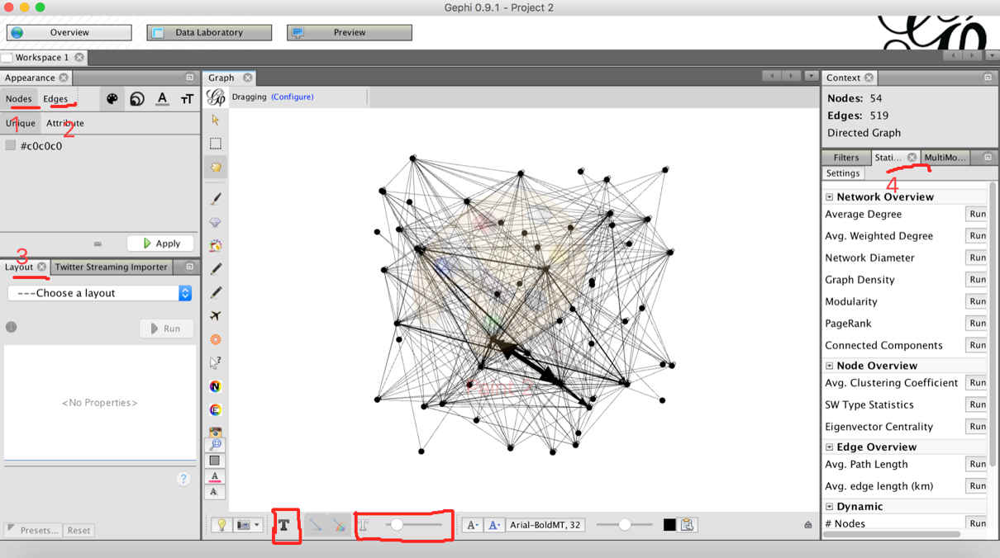 Gephi 0.9.1 - Project 2
Overview
Data Laboratory
Preview
Workspace 1
Appearance
Nodes Edges
1 2
Unique Attribute
#c0c0c0
Apply
3
Layout Twitter Streaming Importer
---Choose a layout
Run
<No Properties>
?
Presets... Reset
Graph
Dragging (Configure)
T
T
A- A- Arial-BoldMT, 32
Context
Nodes: 54
Edges: 519
Directed Graph
Filters Stati... MultiMo...
4
Settings
Network Overview
Average Degree Run
Avg. Weighted Degree Run
Network Diameter Run
Graph Density Run
Modularity Run
PageRank Run
Connected Components Run
Node Overview
Avg. Clustering Coefficient Run
SW Type Statistics Run
Eigenvector Centrality Run
Edge Overview
Avg. Path Length Run
Avg. edge length (km) Run
Dynamic
# Nodes Run